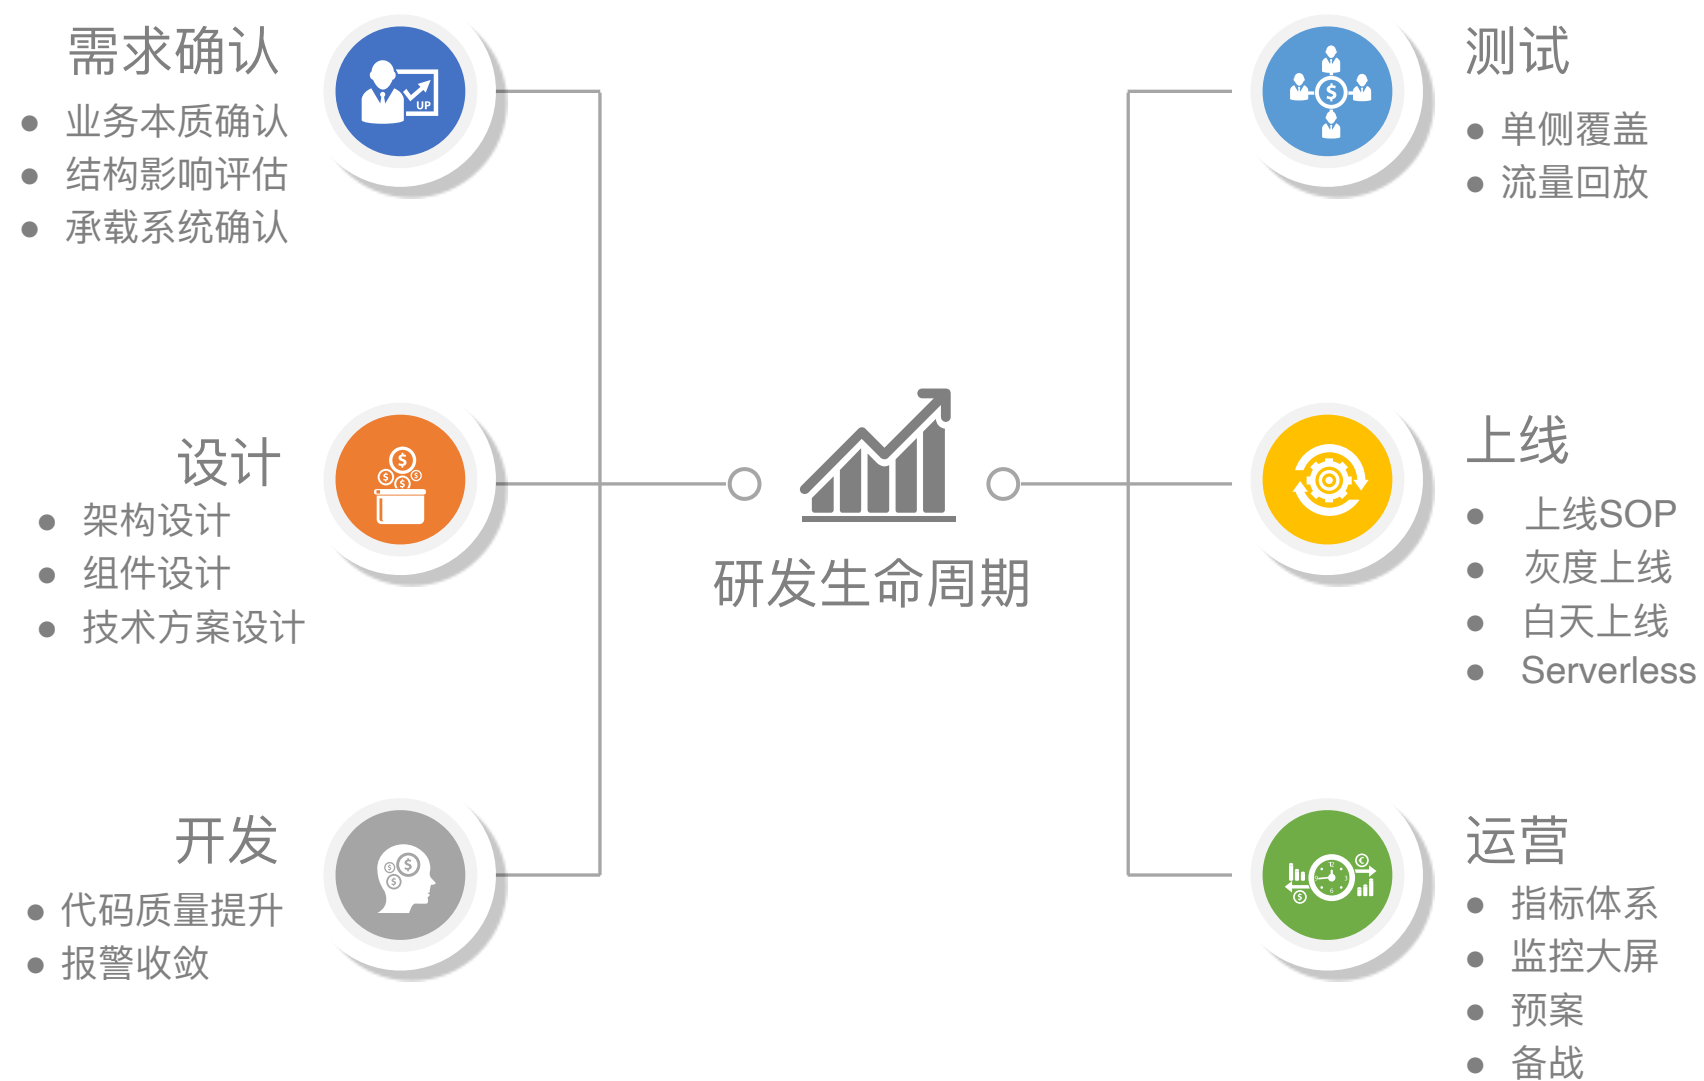 需求确认
业务本质确认
结构影响评估
承载系统确认
UP
设计
架构设计
组件设计
技术方案设计
开发
代码质量提升
报警收敛
研发生命周期
测试
单侧覆盖
流量回放
上线
上线SOP
灰度上线
白天上线
Serverless
运营
指标体系
监控大屏
预案
备战